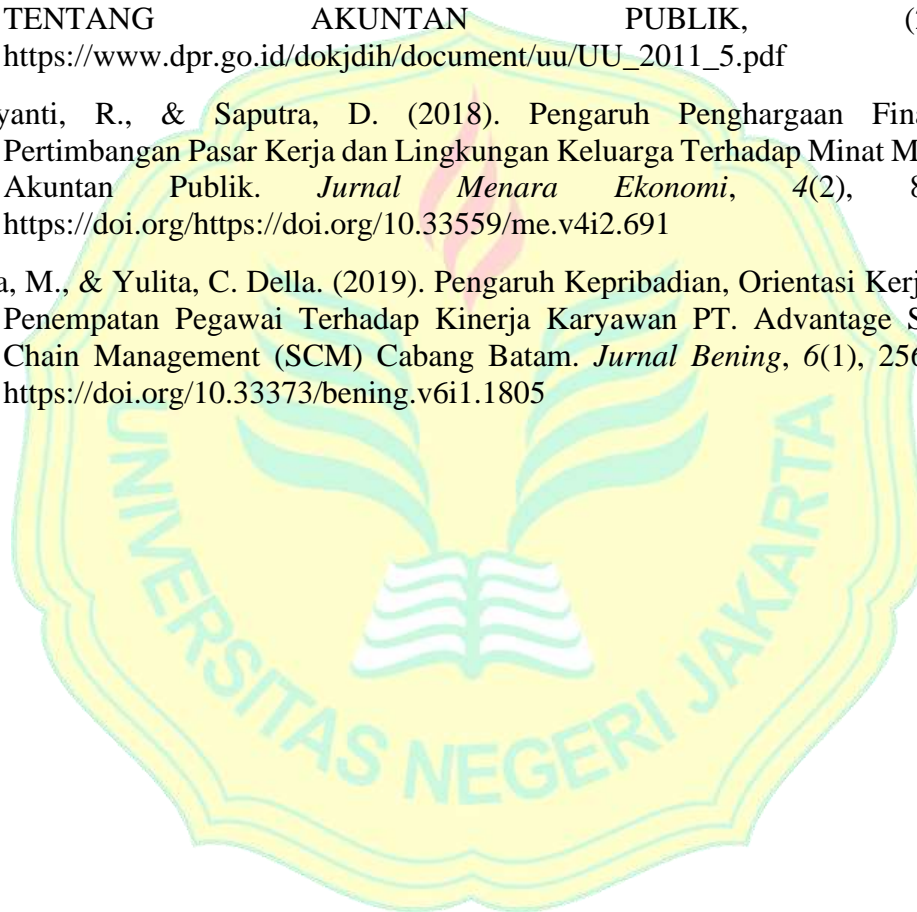 TENTANG AKUNTAN PUBLIK, (
https://www.dpr.go.id/dokjdih/document/uu/UU_2011_5.pdf
yanti, R., & Saputra, D. (2018). Pengaruh Penghargaan Fina
Pertimbangan Pasar Kerja dan Lingkungan Keluarga Terhadap Minat M
Akuntan Publik. Jurnal Menara Ekonomi, 4(2), 8
https://doi.org/https://doi.org/10.33559/me.v4i2.691
a, M., & Yulita, C. Della. (2019). Pengaruh Kepribadian, Orientasi Kerj
Penempatan Pegawai Terhadap Kinerja Karyawan PT. Advantage S
Chain Management (SCM) Cabang Batam. Jurnal Bening, 6(1), 256
https://doi.org/10.33373/bening.v6i1.1805
UNIVERSITAS NEGERI JAKARTA